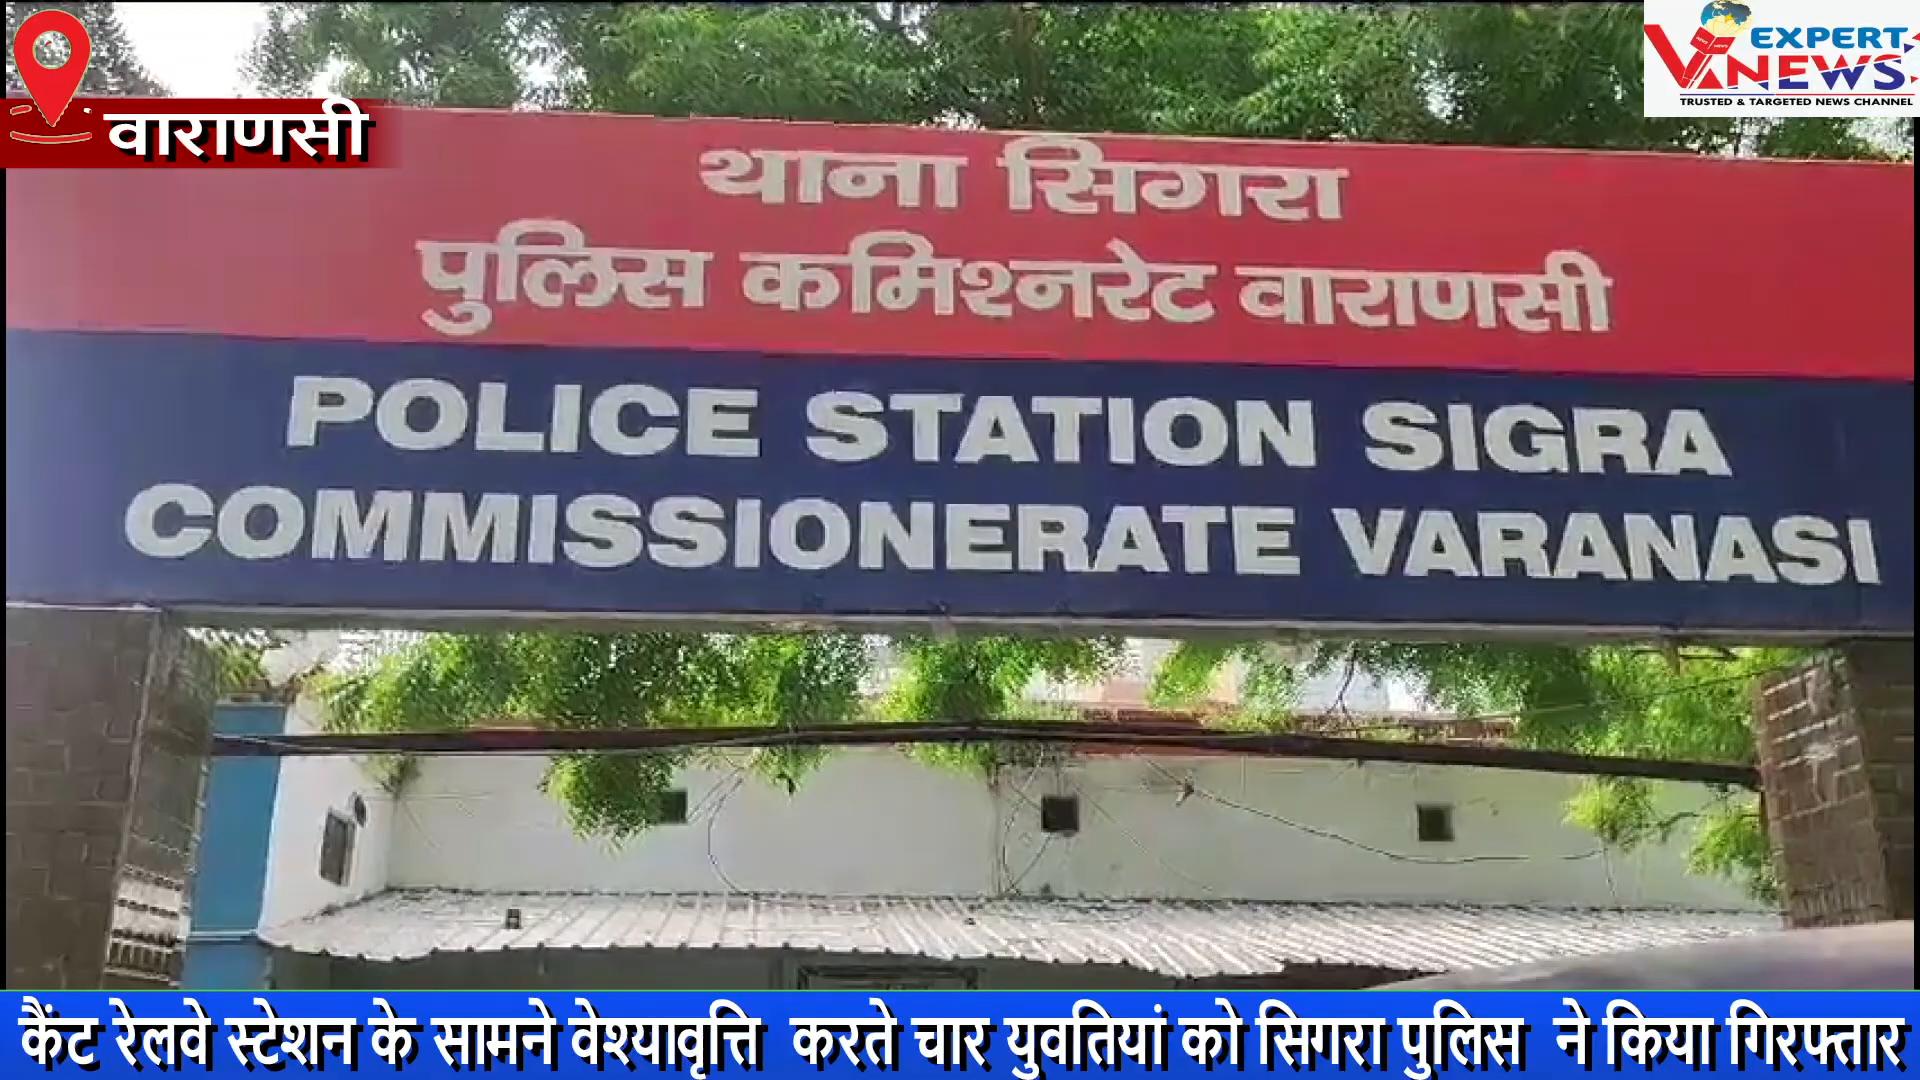 EXPERT
NEWS
TRUSTED & TARGETED NEWS CHANNEL
वाराणसी
थाना सिगरा
पुलिस कमिश्नरेट वाराणसी
POLICE STATION SIGRA
COMMISSIONERATE VARANASI
कैंट रेलवे स्टेशन के सामने वेश्यावृत्ति करते चार युवतियां को सिगरा पुलिस ने किया गिरफ्तार